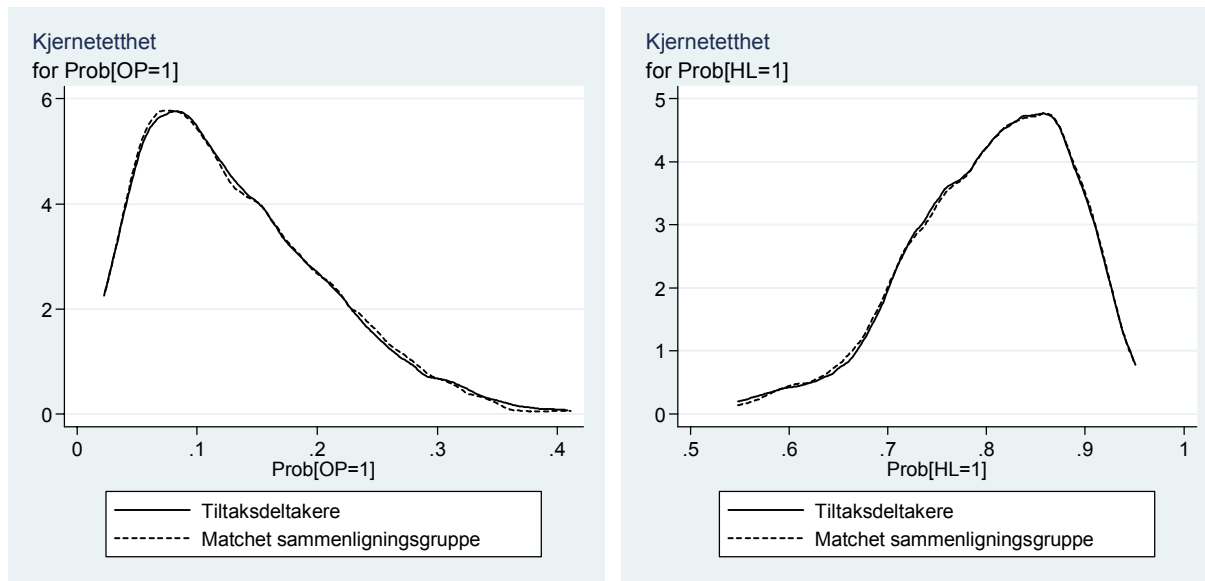 Kjernetetthet
for Prob[OP=1]
6
4
2
0
0 .1 .2 .3 .4
Prob[OP=1]
Tiltaksdeltakere
Matchet sammenligningsgruppe
Kjernetetthet
for Prob[HL=1]
5
4
3
2
1
0
.5 .6 .7 .8 .9 1
Prob[HL=1]
Tiltaksdeltakere
Matchet sammenligningsgruppe